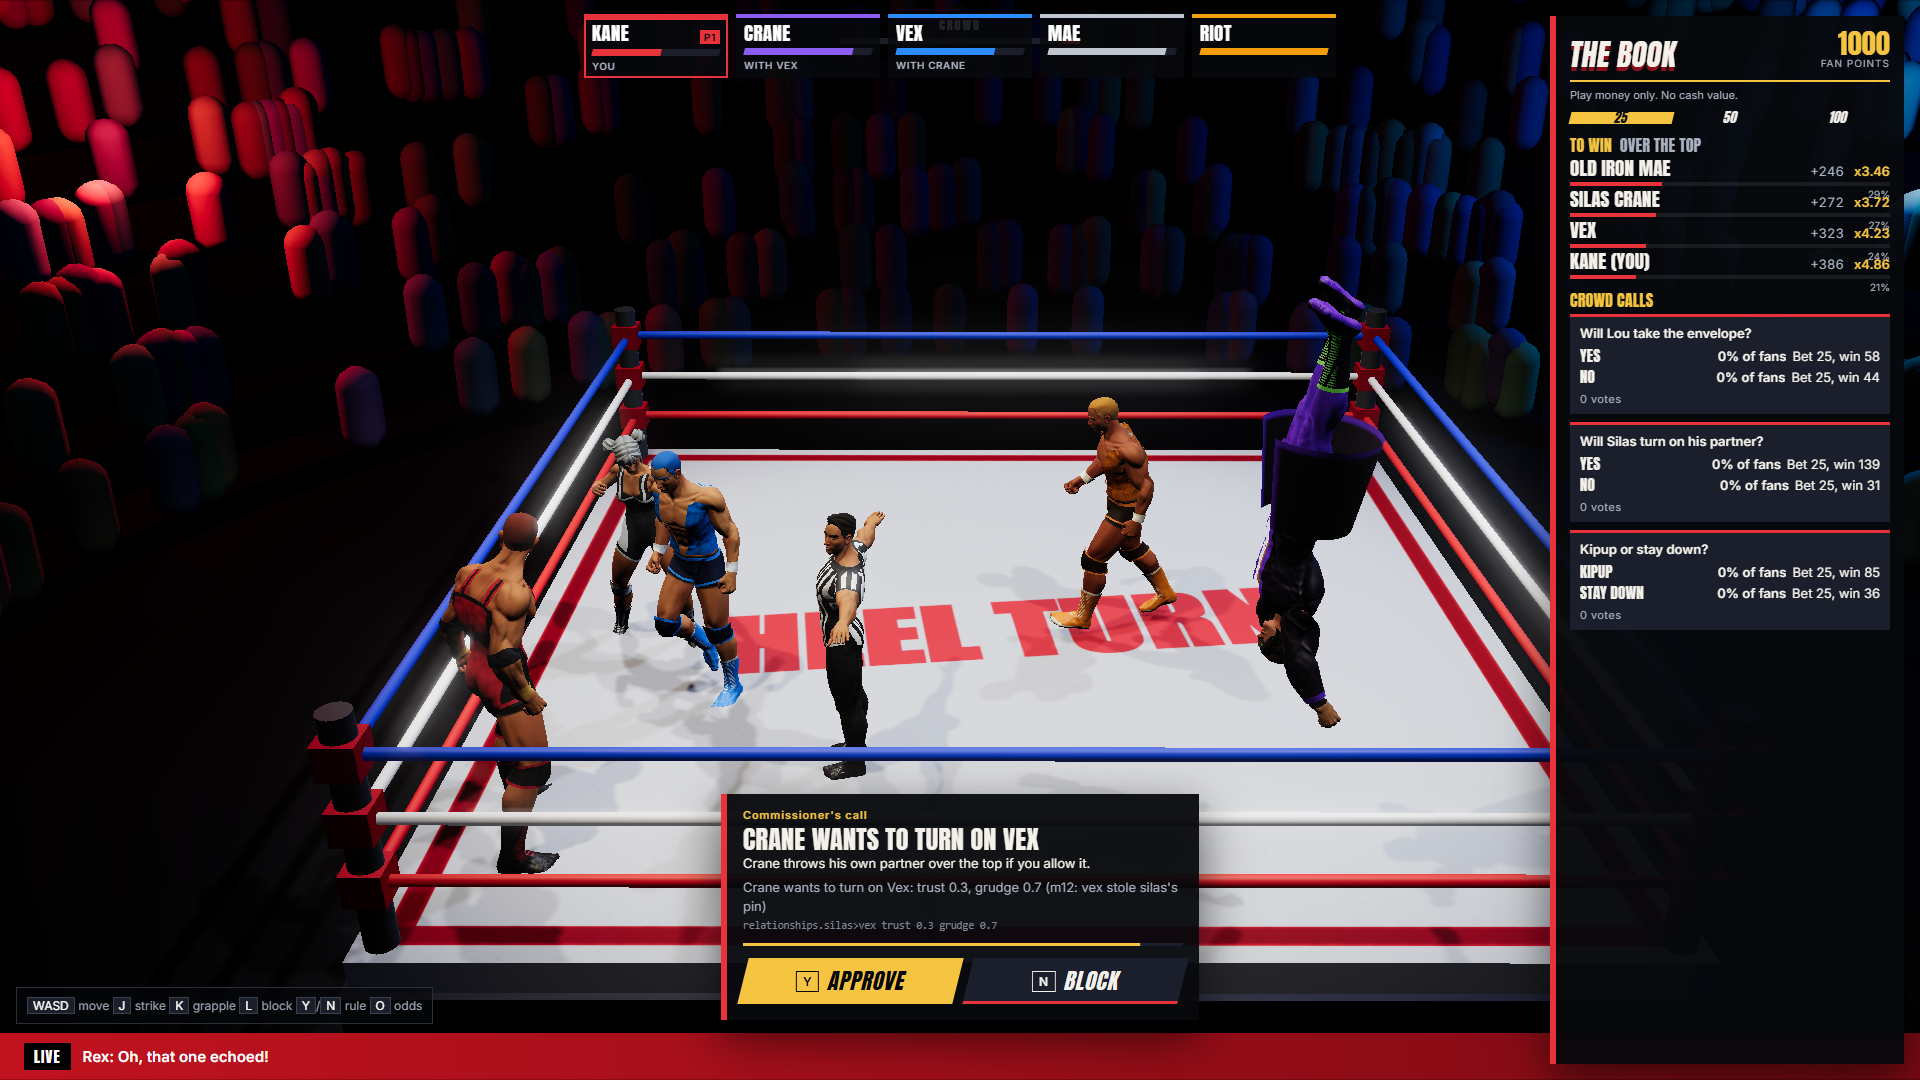 KANE
P1
YOU
CRANE
WITH VEX
CROWD
VEX
WITH CRANE
MAE
RIOT
THE BOOK
1000
FAN POINTS
Play money only. No cash value.
25 50 100
TO WIN OVER THE TOP
OLD IRON MAE +246 x3.46
29%
SILAS CRANE +272 x3.72
27%
VEX +323 x4.23
24%
KANE (YOU) +386 x4.86
21%
CROWD CALLS
Will Lou take the envelope?
YES 0% of fans Bet 25, win 58
NO 0% of fans Bet 25, win 44
0 votes
Will Silas turn on his partner?
YES 0% of fans Bet 25, win 139
NO 0% of fans Bet 25, win 31
0 votes
Kipup or stay down?
KIPUP 0% of fans Bet 25, win 85
STAY DOWN 0% of fans Bet 25, win 36
0 votes
HEEL TURN
Commissioner's call
CRANE WANTS TO TURN ON VEX
Crane throws his own partner over the top if you allow it.
Crane wants to turn on Vex: trust 0.3, grudge 0.7 (m12: vex stole silas's
pin)
relationships.silas>vex trust 0.3 grudge 0.7
Y APPROVE
N BLOCK
WASD move J strike K grapple L block Y/N rule O odds
LIVE Rex: Oh, that one echoed!